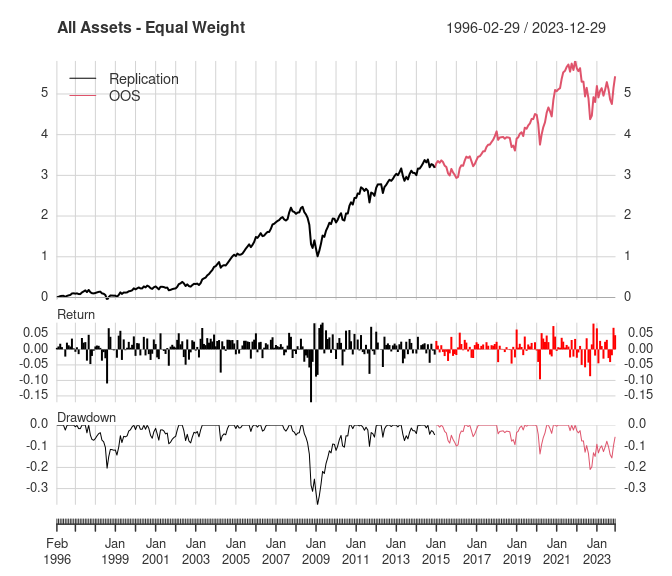 All Assets - Equal Weight 1996-02-29 / 2023-12-29
Replication
OOS
5 5
4 4
3 3
2 2
1 1
0 0
Return
0.05 0.05
0.00 0.00
-0.05 -0.05
-0.10 -0.10
-0.15 -0.15
Drawdown
0.0 0.0
-0.1 -0.1
-0.2 -0.2
-0.3 -0.3
Feb Jan Jan Jan Jan Jan Jan Jan Jan Jan Jan Jan Jan Jan
1996 1999 2001 2003 2005 2007 2009 2011 2013 2015 2017 2019 2021 2023